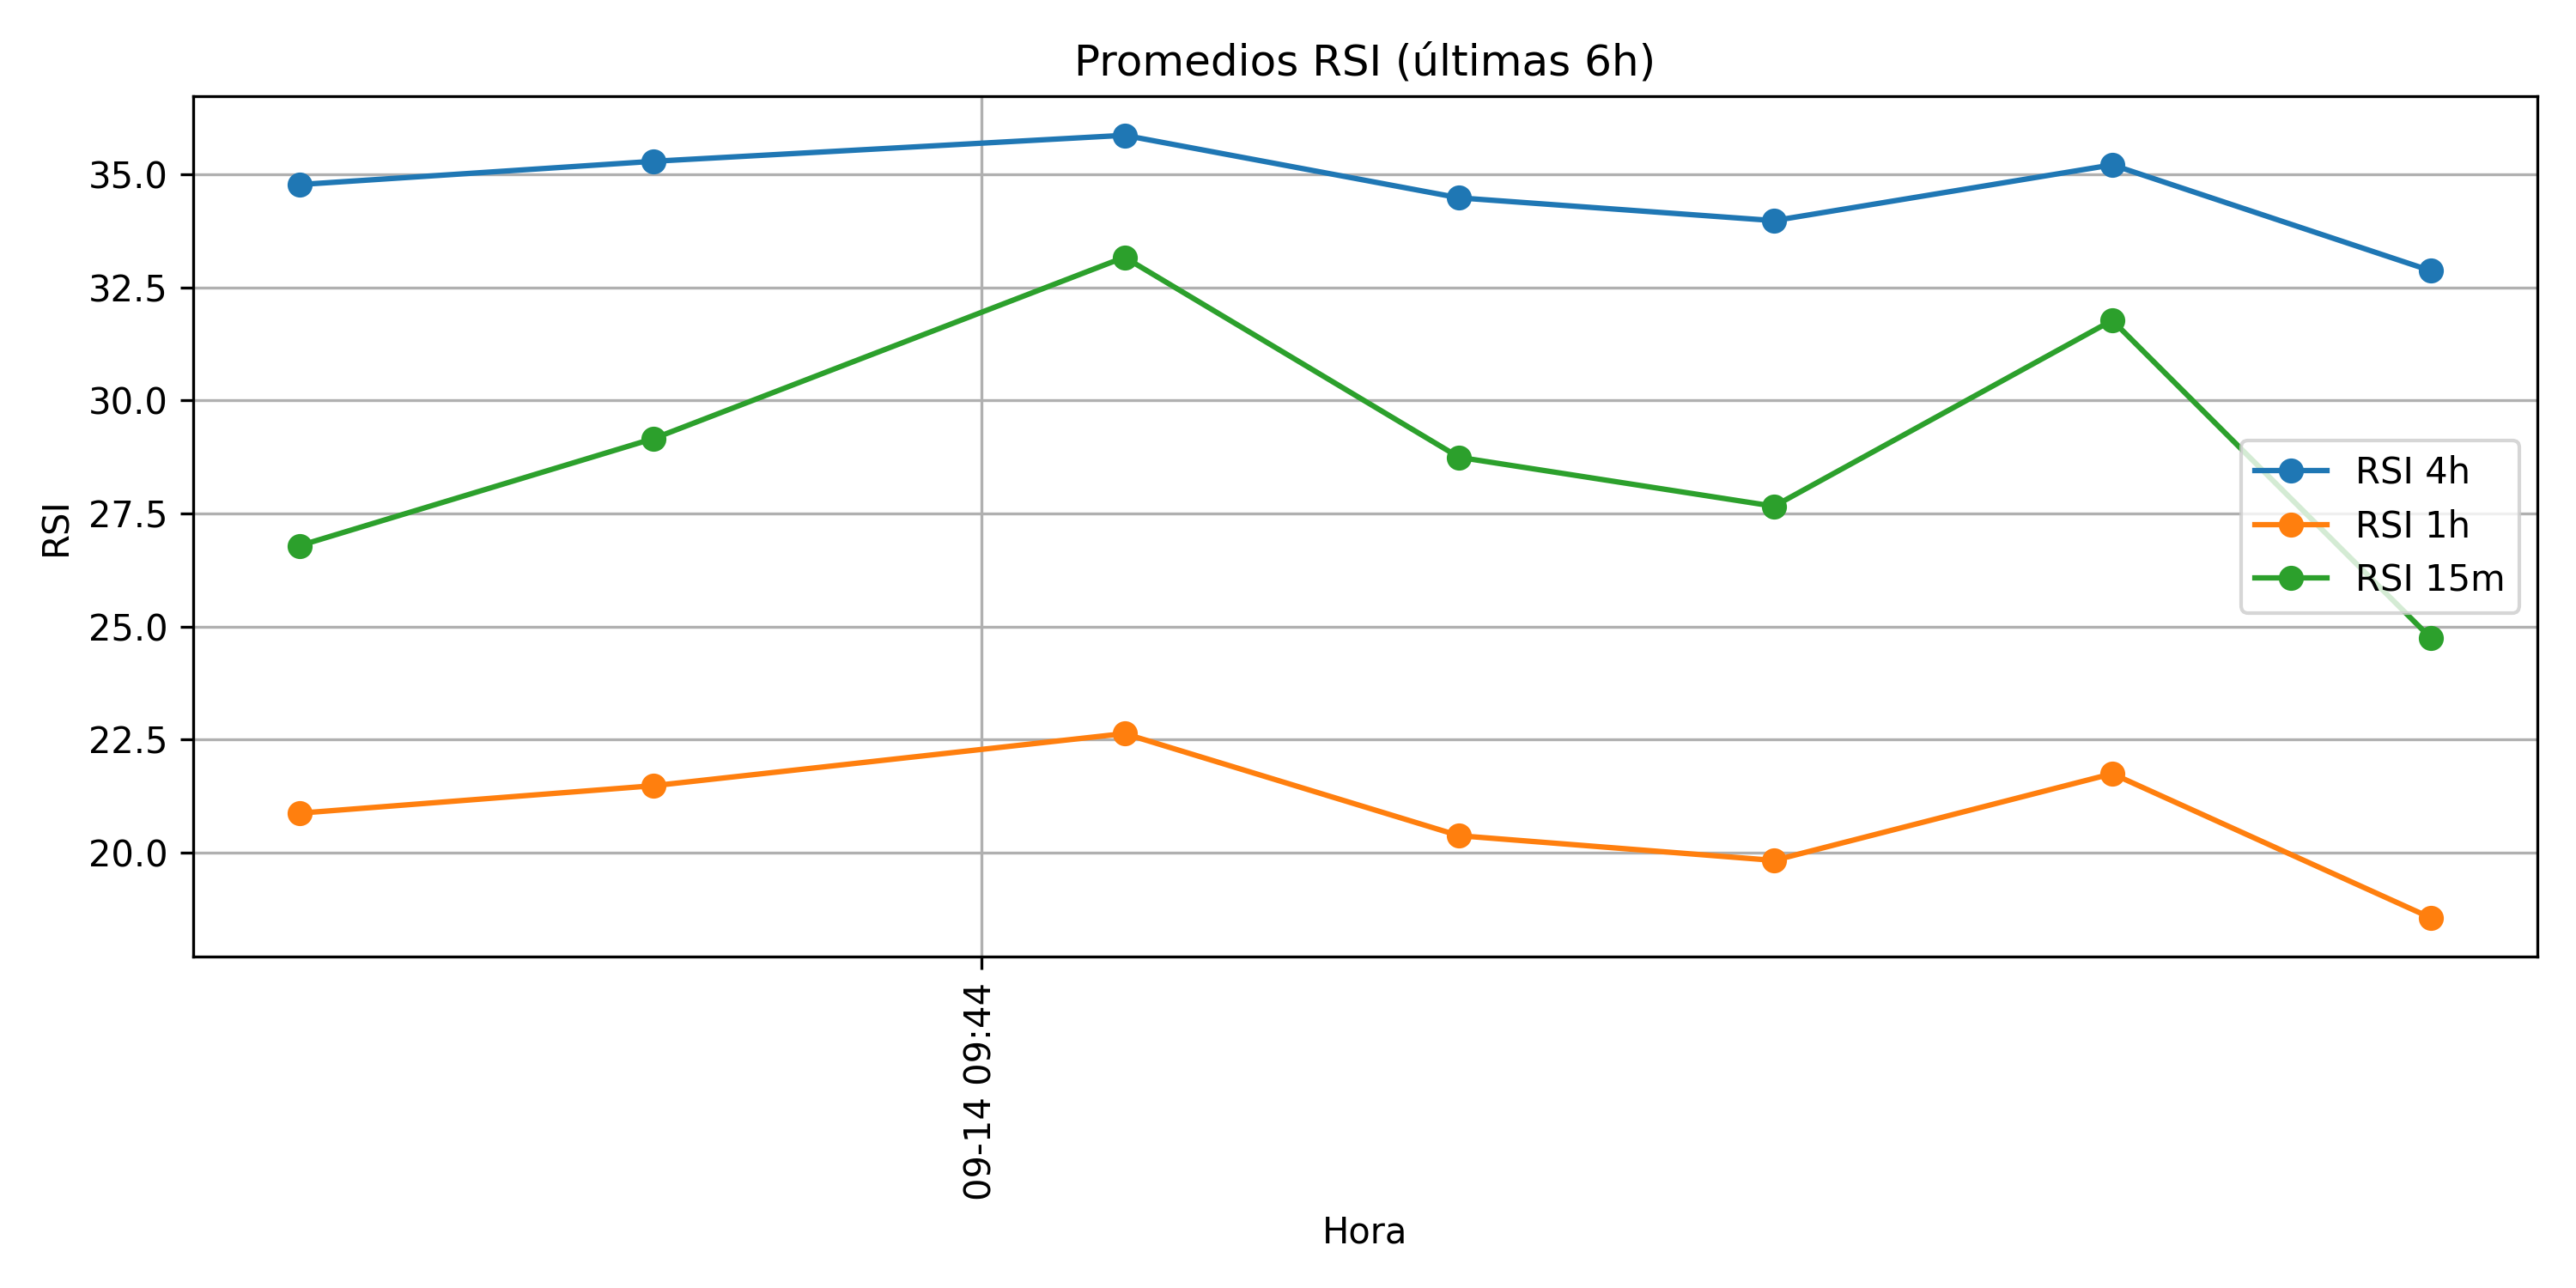 Promedios RSI (últimas 6h)
RSI
35.0
32.5
30.0
27.5
25.0
22.5
20.0
RSI 4h
RSI 1h
RSI 15m
09-14 09:44
Hora